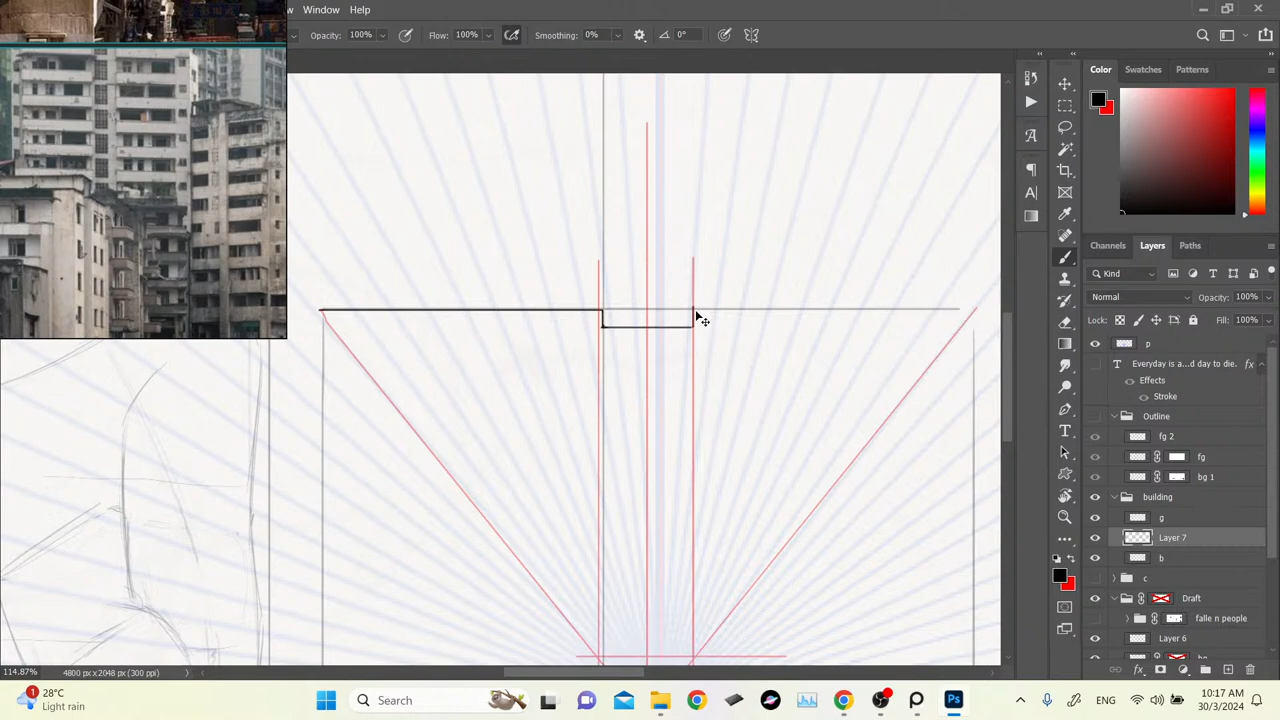 Window Help
Opacity: 100% Flow: 100% Smoothing: 0% 0°
Color Swatches Patterns
Channels Layers Paths
Kind
Normal Opacity: 100%
Lock: Fill: 100%
p
T Everyday is a...d day to die. fx
Effects
Stroke
Outline
fg 2
fg
bg 1
building
g
Layer 7
b
c
Draft
falle n people
Layer 6
114.87% 4800 px x 2048 px (300 ppi)
1
28°C
Light rain
Search
Ps
ENG
10:17 AM
30/3/2024